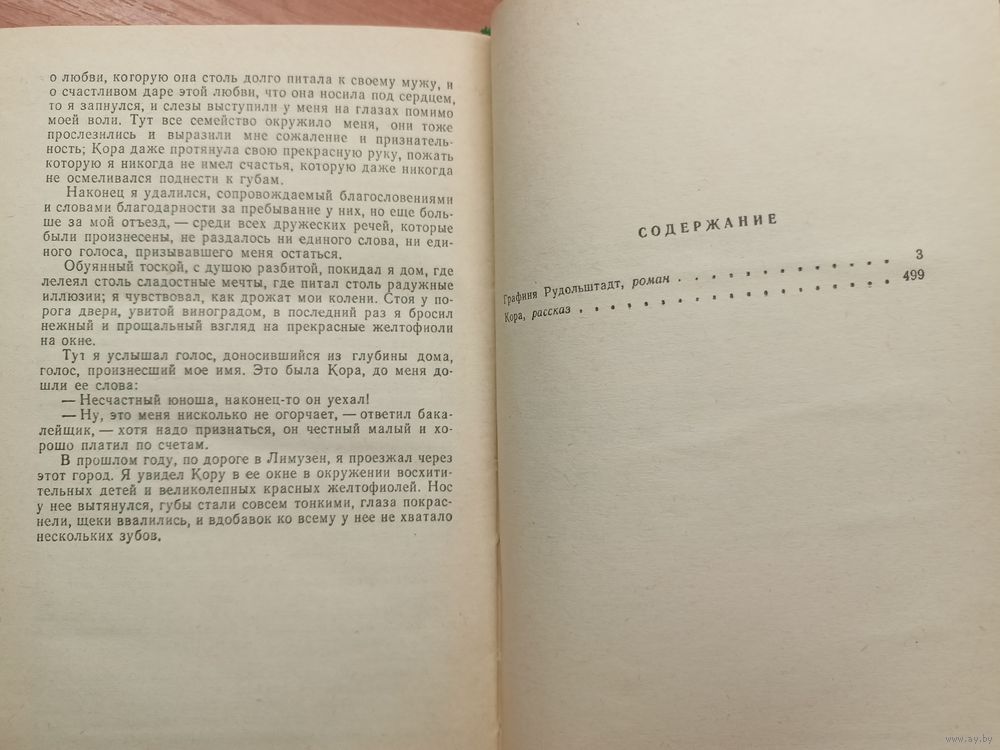 о любви, которую она столь долго питала к своему мужу, и
о счастливом даре этой любви, что она носила под сердцем,
то я запнулся, и слезы выступили у меня на глазах помимо
моей воли. Тут все семейство окружило меня, они тоже
прослезились и выразили мне сожаление и признатель-
ность; Кора даже протянула свою прекрасную руку, пожать
которую я никогда не имел счастья, которую даже никогда
не осмеливался поднести к губам.
Наконец я удалился, сопровождаемый благословениями
и словами благодарности за пребывание у них, но еще боль-
ше за мой отъезд, — среди всех дружеских речей, которые
были произнесены, не раздалось ни единого слова, ни еди-
ного голоса, призывавшего меня остаться.
Обуянный тоской, с душою разбитой, покидал я дом, где
лелеял столь сладостные мечты, где питал столь радужные
иллюзии; я чувствовал, как дрожат мои колени. Стоя у по-
рога двери, увитой виноградом, в последний раз я бросил
нежный и прощальный взгляд на прекрасные желтофиоли
на окне.
Тут я услышал голос, доносившийся из глубины дома,
голос, произнесший мое имя. Это была Кора, до меня до-
шли ее слова:
— Несчастный юноша, наконец-то он уехал!
— Ну, это меня нисколько не огорчает, — ответил бака-
лейщик, — хотя надо признаться, он честный малый и хо-
рошо платил по счетам.
В прошлом году, по дороге в Лимузен, я проезжал через
этот город. Я увидел Кору в ее окне в окружении восхити-
тельных детей и великолепных красных желтофиолей. Нос
у нее вытянулся, губы стали совсем тонкими, глаза покрас-
нели, щеки ввалились, и вдобавок ко всему у нее не хватало
нескольких зубов.
СОДЕРЖАНИЕ
Графиня Рудольштадт, роман . . . . . . . . . . . . 3
Кора, рассказ . . . . . . . . . . . . . . . . . . . . 499
www.ay.by